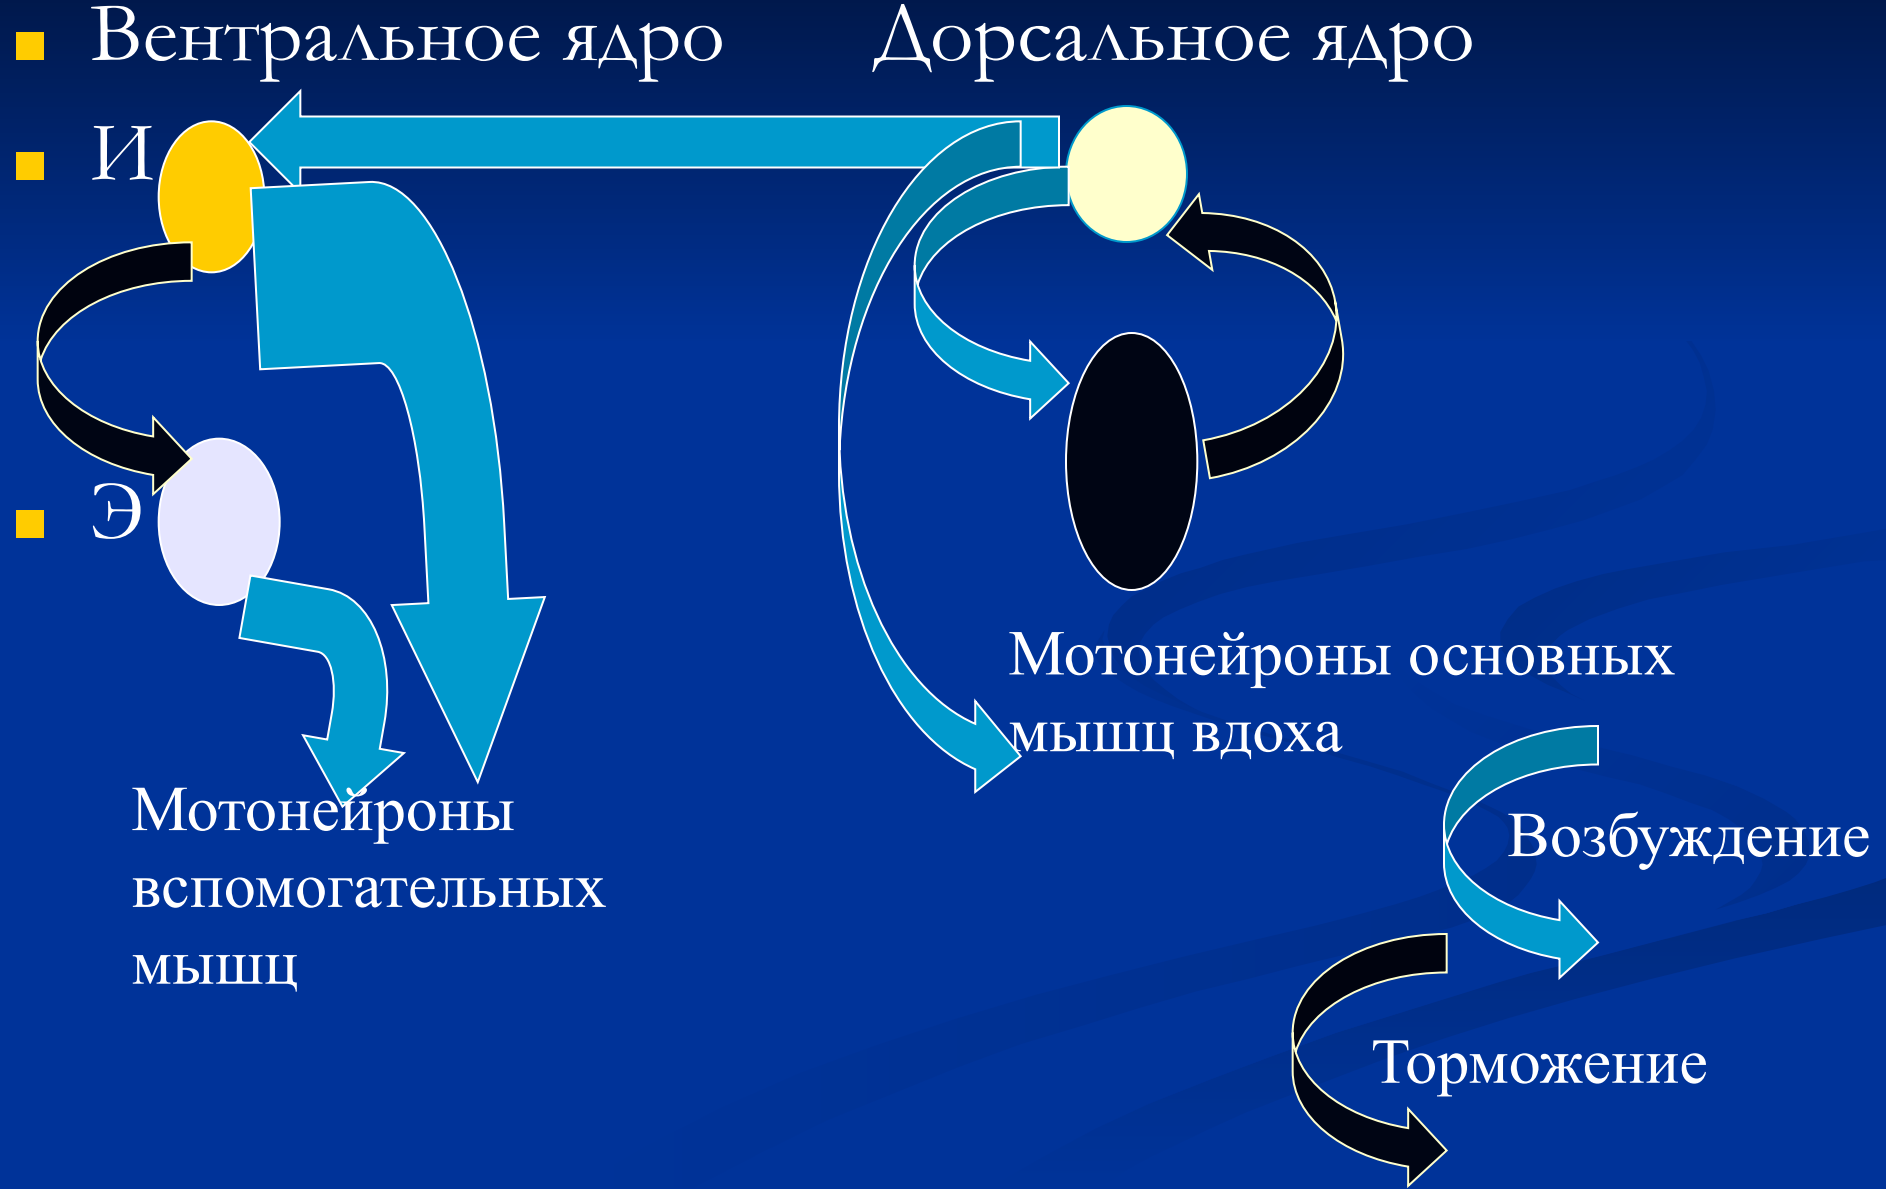 Вентральное ядро Дорсальное ядро
И
Э
Мотонейроны основных
мышц вдоха
Мотонейроны
вспомогательных
мышц
Возбуждение
Торможение